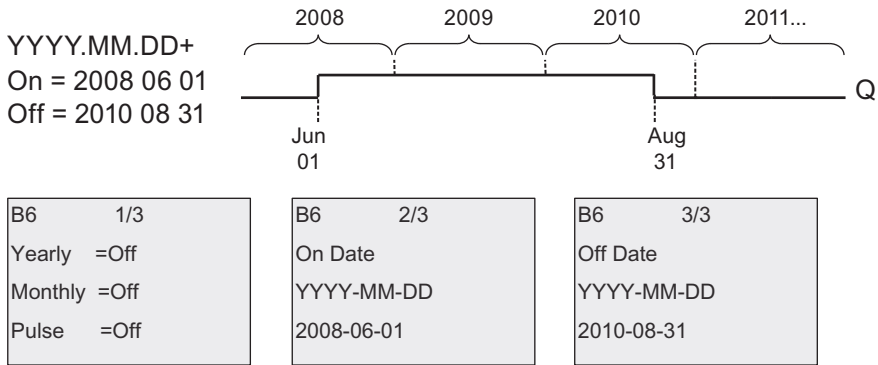 2008 2009 2010 2011...
YYYY.MM.DD+
On = 2008 06 01
Off = 2010 08 31
Q
Jun
01
Aug
31
B6 1/3
Yearly =Off
Monthly =Off
Pulse =Off
B6 2/3
On Date
YYYY-MM-DD
2008-06-01
B6 3/3
Off Date
YYYY-MM-DD
2010-08-31